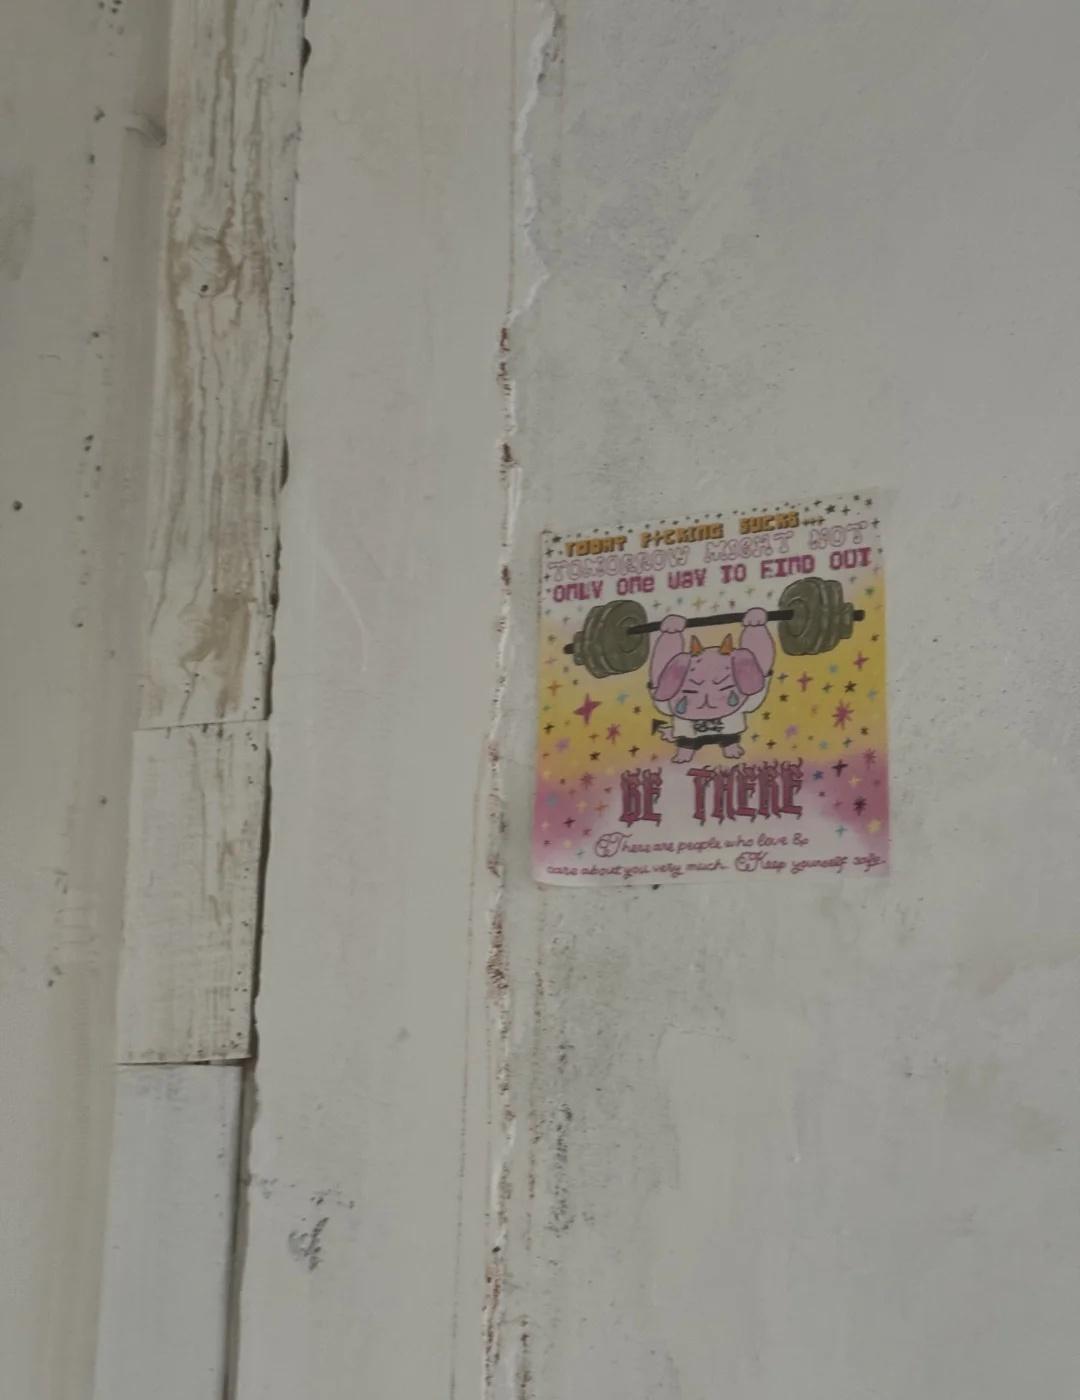 TODAY F+CKING SUCKS...
TOMORROW MIGHT NOT
ONLY ONE WAY TO FIND OUT
BE THERE
There are people who love &
care about you very much. Keep yourself safe.